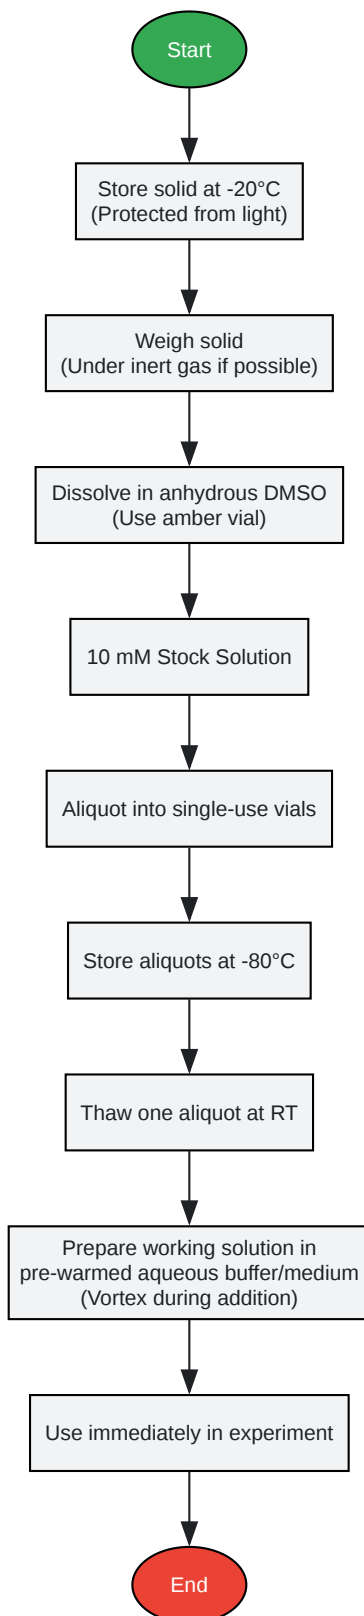 Start
Store solid at -20°C
(Protected from light)
Weigh solid
(Under inert gas if possible)
Dissolve in anhydrous DMSO
(Use amber vial)
10 mM Stock Solution
Aliquot into single-use vials
Store aliquots at -80°C
Thaw one aliquot at RT
Prepare working solution in
pre-warmed aqueous buffer/medium
(Vortex during addition)
Use immediately in experiment
End